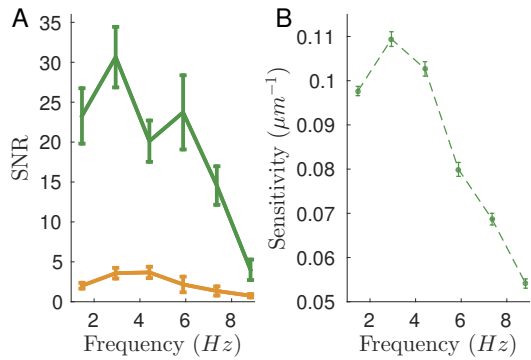 A
SNR
35
30
25
20
15
10
5
0
2 4 6 8
Frequency (Hz)
B
Sensitivity (μm⁻¹)
0.11
0.1
0.09
0.08
0.07
0.06
0.05
2 4 6 8
Frequency (Hz)